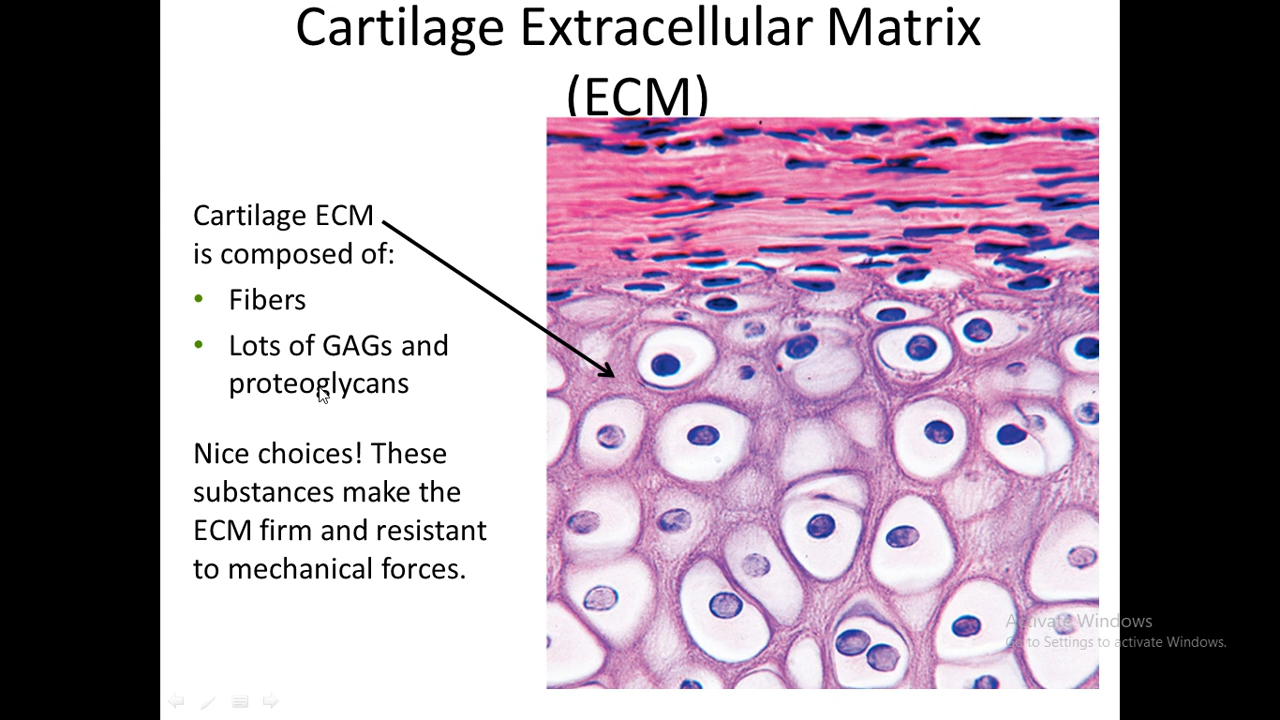 Cartilage Extracellular Matrix
(ECM)
Cartilage ECM
is composed of:
• Fibers
• Lots of GAGs and
proteoglycans
Nice choices! These
substances make the
ECM firm and resistant
to mechanical forces.
Activate Windows
Go to Settings to activate Windows.